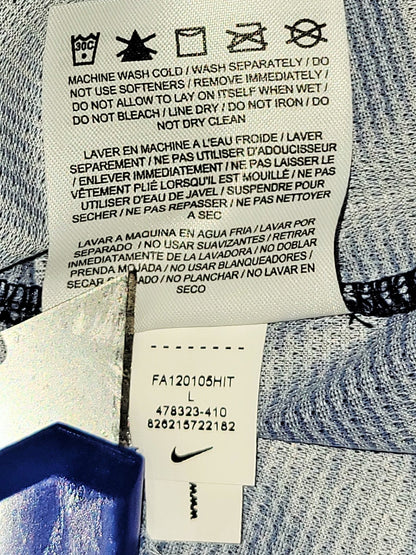 30C
MACHINE WASH COLD / WASH SEPARATELY / DO
NOT USE SOFTENERS / REMOVE IMMEDIATELY /
DO NOT ALLOW TO LAY ON ITSELF WHEN WET /
DO NOT BLEACH / LINE DRY / DO NOT IRON / DO
NOT DRY CLEAN
LAVER EN MACHINE A L'EAU FROIDE / LAVER
SEPAREMENT / NE PAS UTILISER D'ADOUCISSEUR
/ ENLEVER IMMEDIATEMENT / NE PAS LAISSER LE
VÊTEMENT PLIÉ LORSQU'IL EST MOUILLÉ / NE PAS
UTILISER D'EAU DE JAVEL / SUSPENDRE POUR
SECHER / NE PAS REPASSER / NE PAS NETTOYER
A SEC
LAVAR A MAQUINA EN AGUA FRIA / LAVAR POR
SEPARADO / NO USAR SUAVIZANTES / RETIRAR
INMEDIATAMENTE DE LA LAVADORA / NO DOBLAR
PRENDA MOJADA / NO USAR BLANQUEADORES /
SECAR COLGADO / NO PLANCHAR / NO LAVAR EN
SECO
FA120105HIT
L
478323-410
826215722182